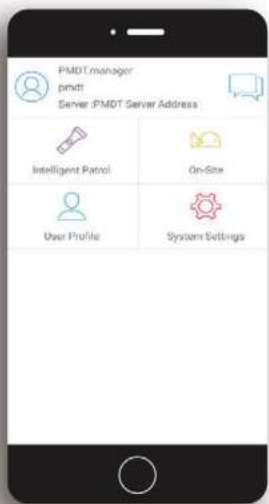 PMDT.manager
pmdt
Server :PMDT Server Address
Intelligent Patrol
On-Site
User Profile
System Settings